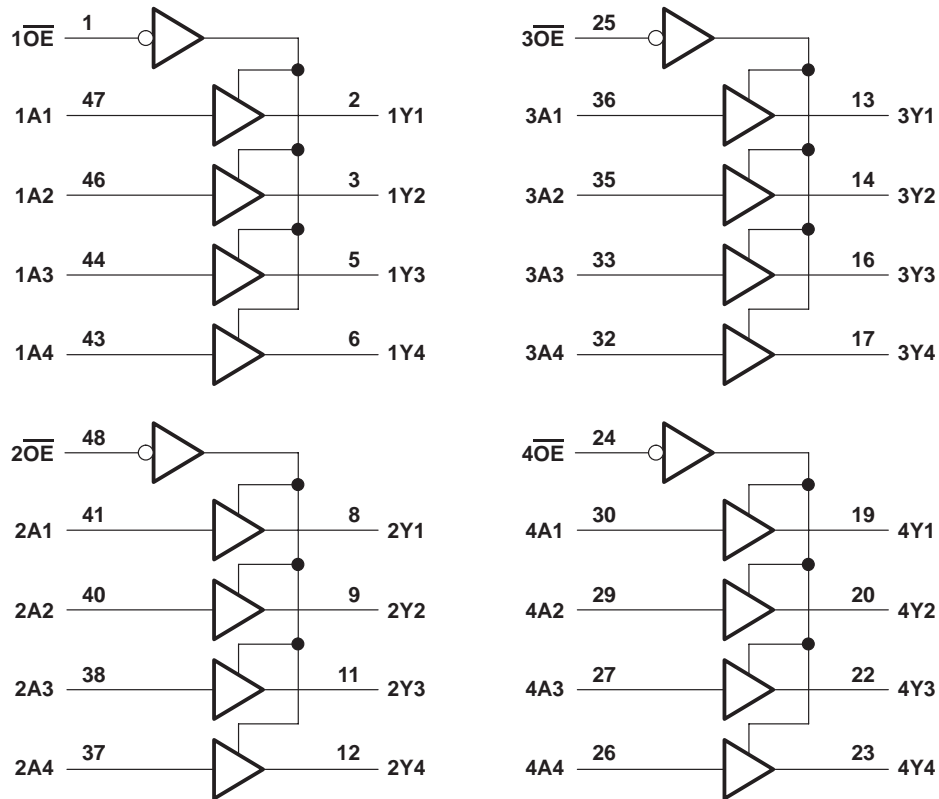 1OE 1
1A1 47 2 1Y1
1A2 46 3 1Y2
1A3 44 5 1Y3
1A4 43 6 1Y4
3OE 25
3A1 36 13 3Y1
3A2 35 14 3Y2
3A3 33 16 3Y3
3A4 32 17 3Y4
2OE 48
2A1 41 8 2Y1
2A2 40 9 2Y2
2A3 38 11 2Y3
2A4 37 12 2Y4
4OE 24
4A1 30 19 4Y1
4A2 29 20 4Y2
4A3 27 22 4Y3
4A4 26 23 4Y4